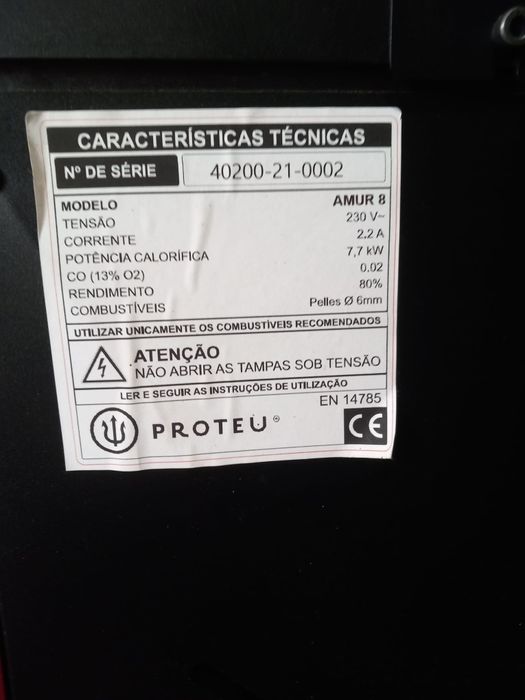 CARACTERÍSTICAS TÉCNICAS
Nº DE SÉRIE 40200-21-0002
MODELO AMUR 8
TENSÃO 230 V~
CORRENTE 2.2 A
POTÊNCIA CALORÍFICA 7,7 kW
CO (13% O2) 0.02
RENDIMENTO 80%
COMBUSTÍVEIS Pelles Ø 6mm
UTILIZAR UNICAMENTE OS COMBUSTÍVEIS RECOMENDADOS
ATENÇÃO
NÃO ABRIR AS TAMPAS SOB TENSÃO
LER E SEGUIR AS INSTRUÇÕES DE UTILIZAÇÃO
EN 14785
PROTEU® CE